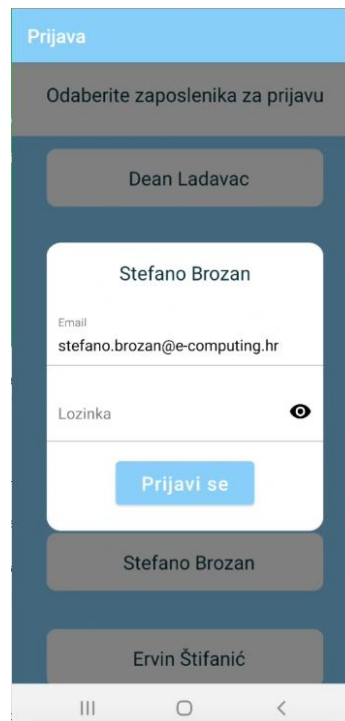 Prijava
Odaberite zaposlenika za prijavu
Dean Ladavac
Stefano Brozan
Email
stefano.brozan@e-computing.hr
Lozinka
Prijavi se
Stefano Brozan
Ervin Štifanić